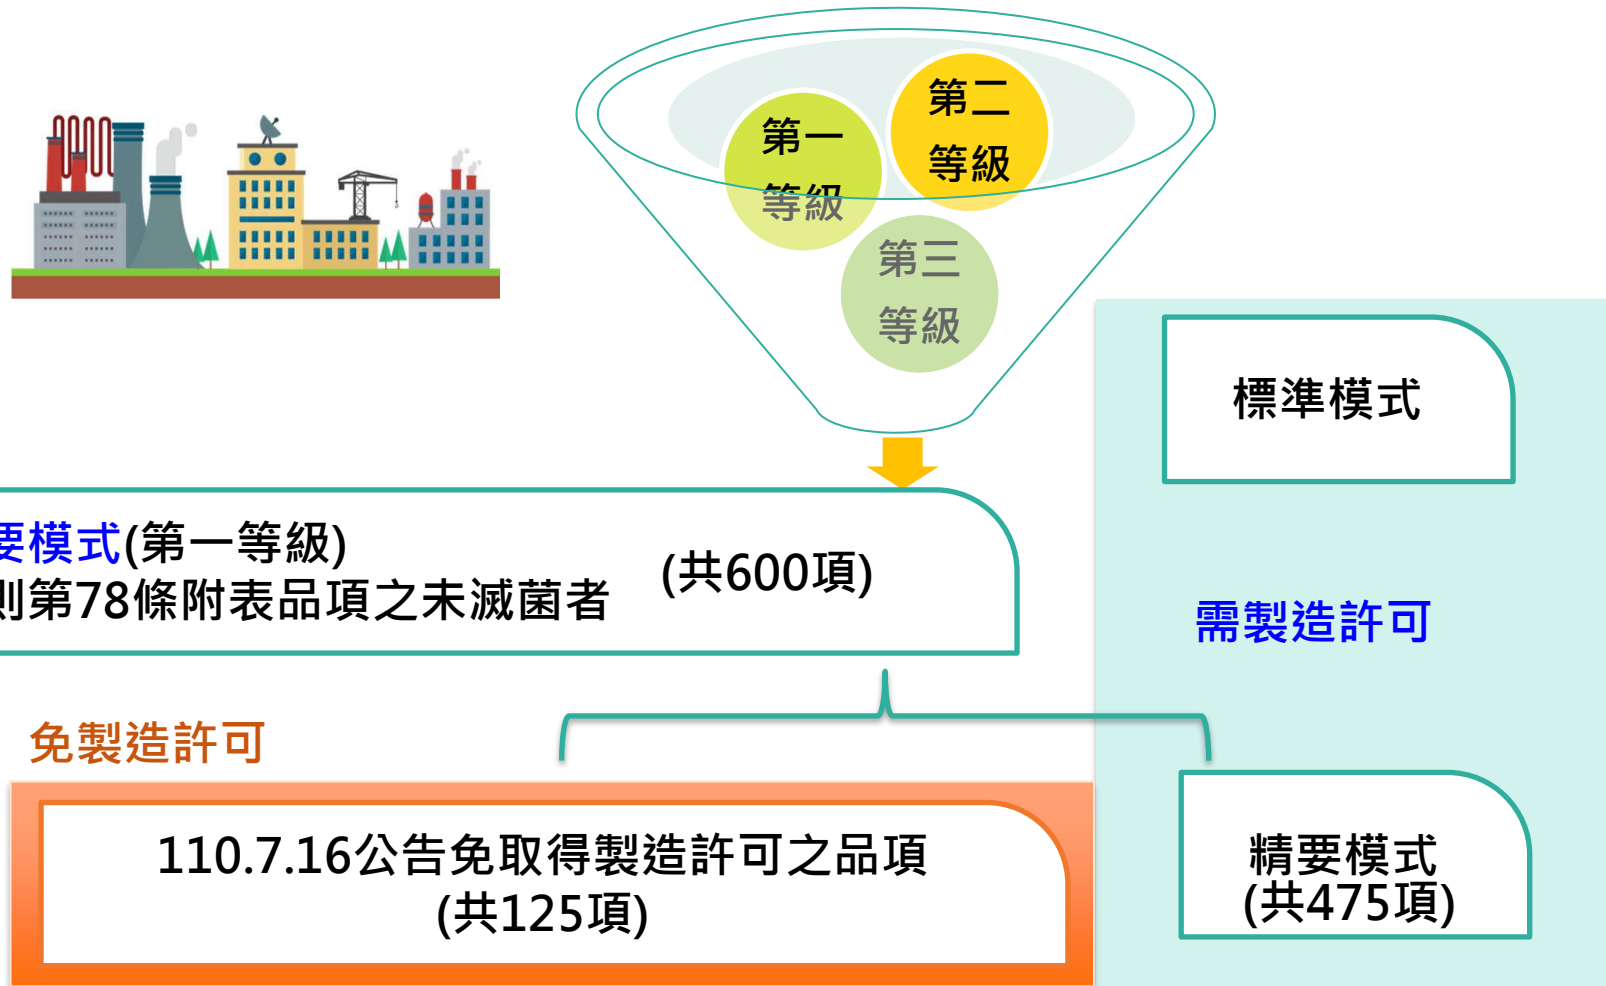 第一
等級
第二
等級
第三
等級
標準模式
要模式(第一等級)
則第78條附表品項之未滅菌者
(共600項)
需製造許可
免製造許可
110.7.16公告免取得製造許可之品項
(共125項)
精要模式
(共475項)